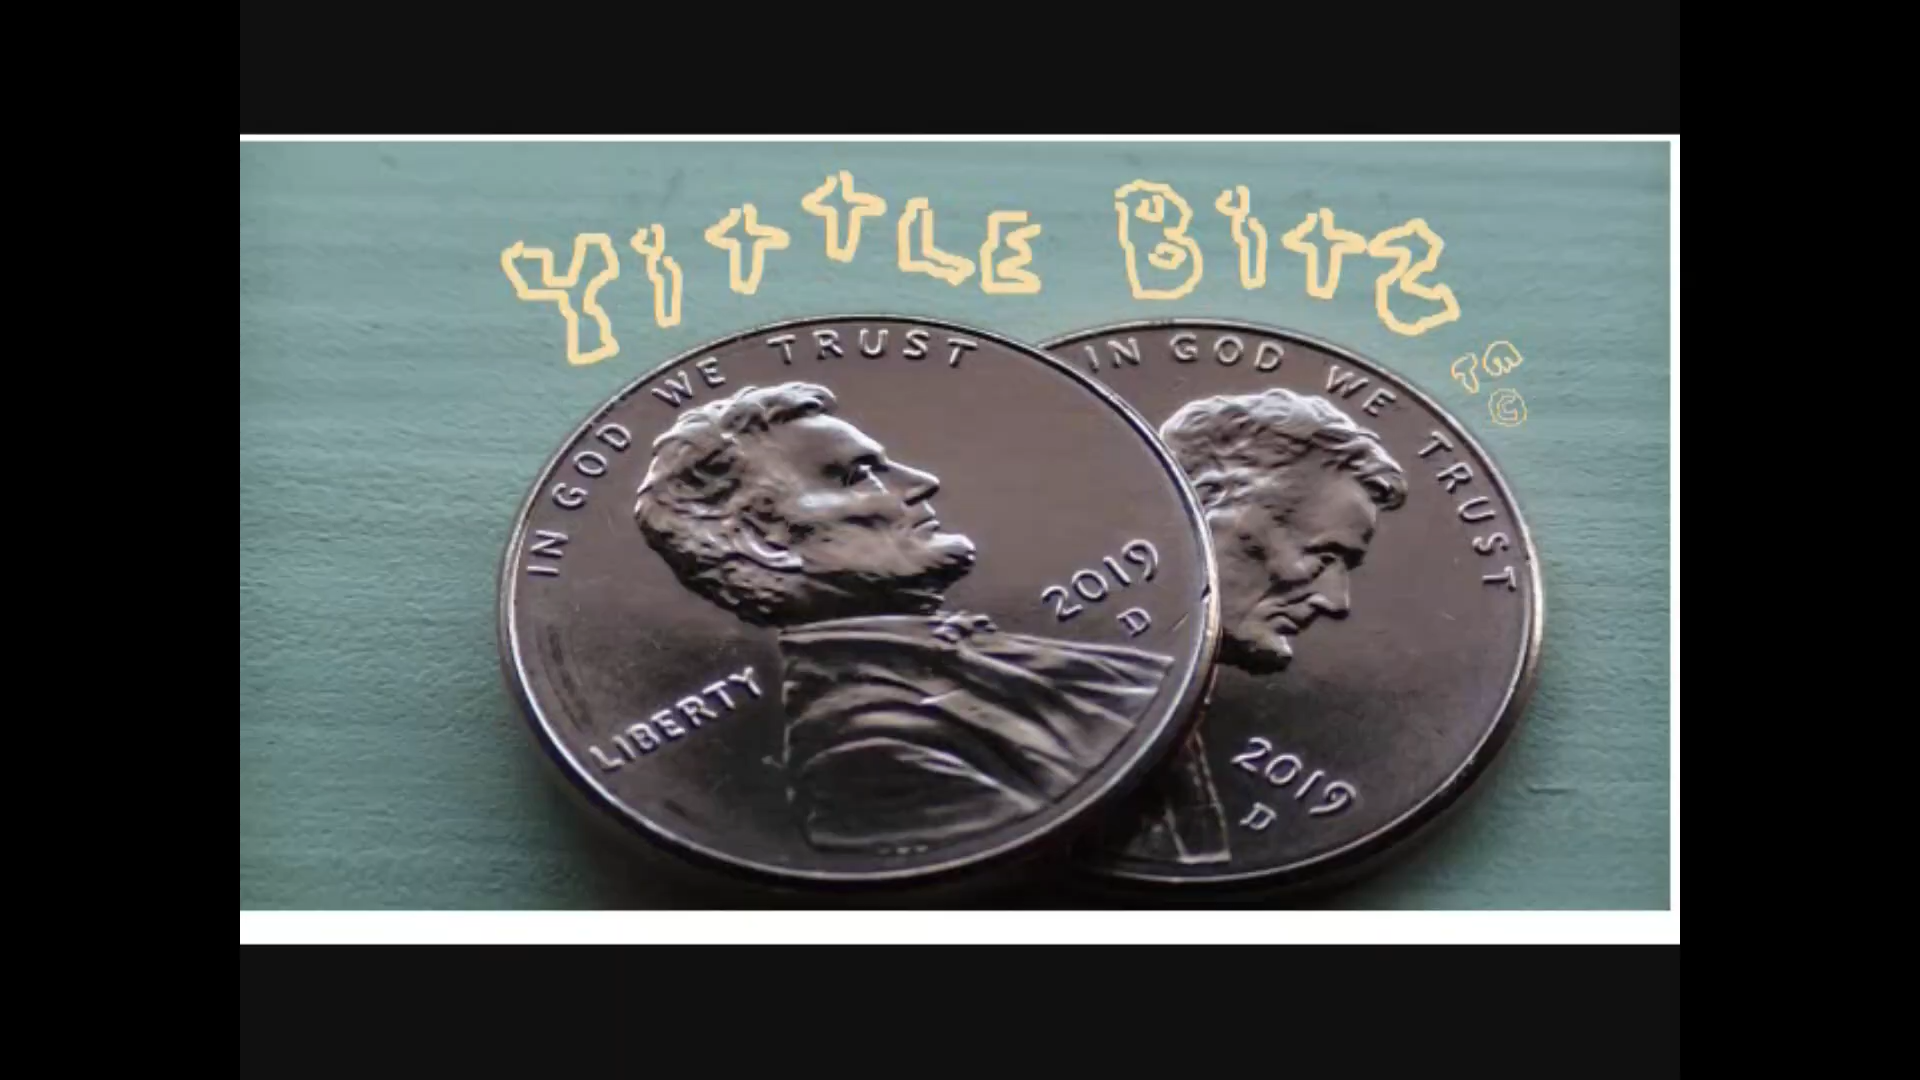 YiTTLE BiTZ
TM
©
IN GOD WE TRUST
LIBERTY
2019
D
IN GOD WE TRUST
2019
D